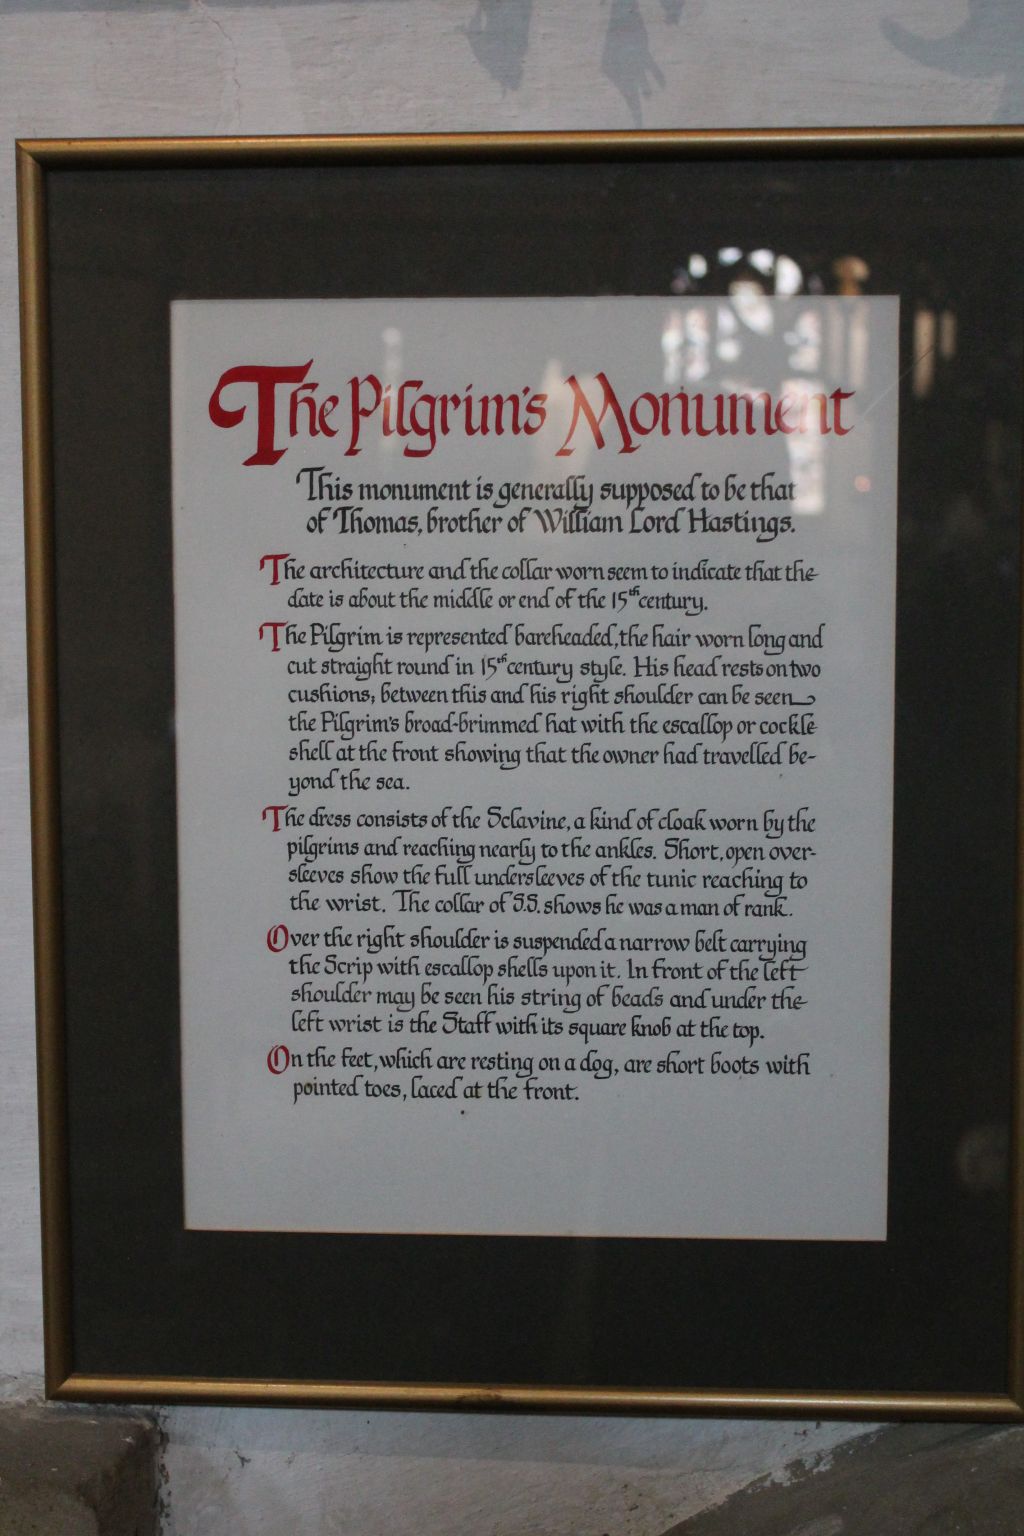 The Pilgrim's Monument
This monument is generally supposed to be that
of Thomas, brother of William Lord Hastings.
The architecture and the collar worn seem to indicate that the
date is about the middle or end of the 15th century.
The Pilgrim is represented bareheaded, the hair worn long and
cut straight round in 15th century style. His head rests on two
cushions; between this and his right shoulder can be seen
the Pilgrim's broad-brimmed hat with the escallop or cockle
shell at the front showing that the owner had travelled be-
yond the sea.
The dress consists of the Sclavine, a kind of cloak worn by the
pilgrims and reaching nearly to the ankles. Short, open over-
sleeves show the full undersleeves of the tunic reaching to
the wrist. The collar of S.S. shows he was a man of rank.
Over the right shoulder is suspended a narrow belt carrying
the Scrip with escallop shells upon it. In front of the left
shoulder may be seen his string of beads and under the
left wrist is the Staff with its square knob at the top.
On the feet, which are resting on a dog, are short boots with
pointed toes, laced at the front.